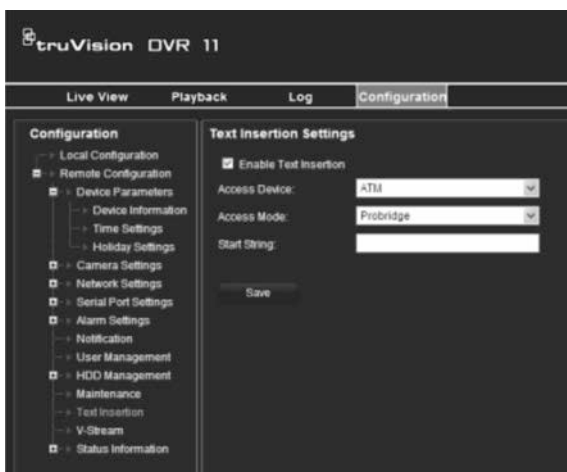 truVision DVR 11
Live View Playback Log Configuration
Configuration
Local Configuration
Remote Configuration
Device Parameters
Device Information
Time Settings
Holiday Settings
Camera Settings
Network Settings
Serial Port Settings
Alarm Settings
Notification
User Management
HDD Management
Maintenance
Text Insertion
V-Stream
Status Information
Text Insertion Settings
Enable Text Insertion
Access Device: ATM
Access Mode: Probridge
Start String:
Save